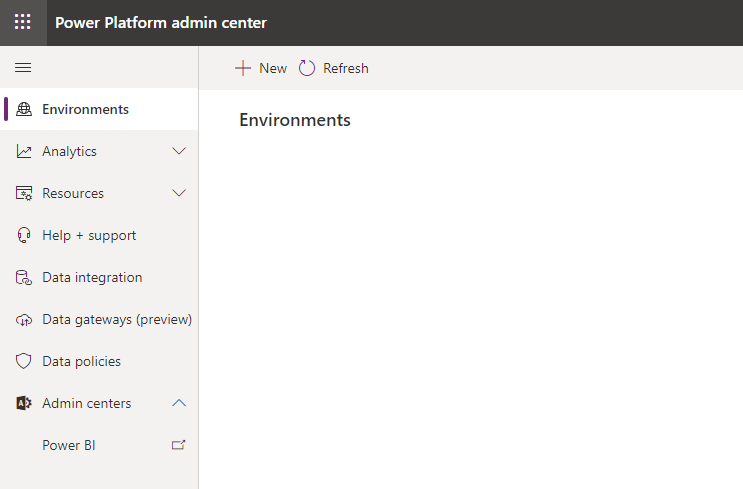 Power Platform admin center
New Refresh
Environments
Environments
Analytics
Resources
Help + support
Data integration
Data gateways (preview)
Data policies
Admin centers
Power BI